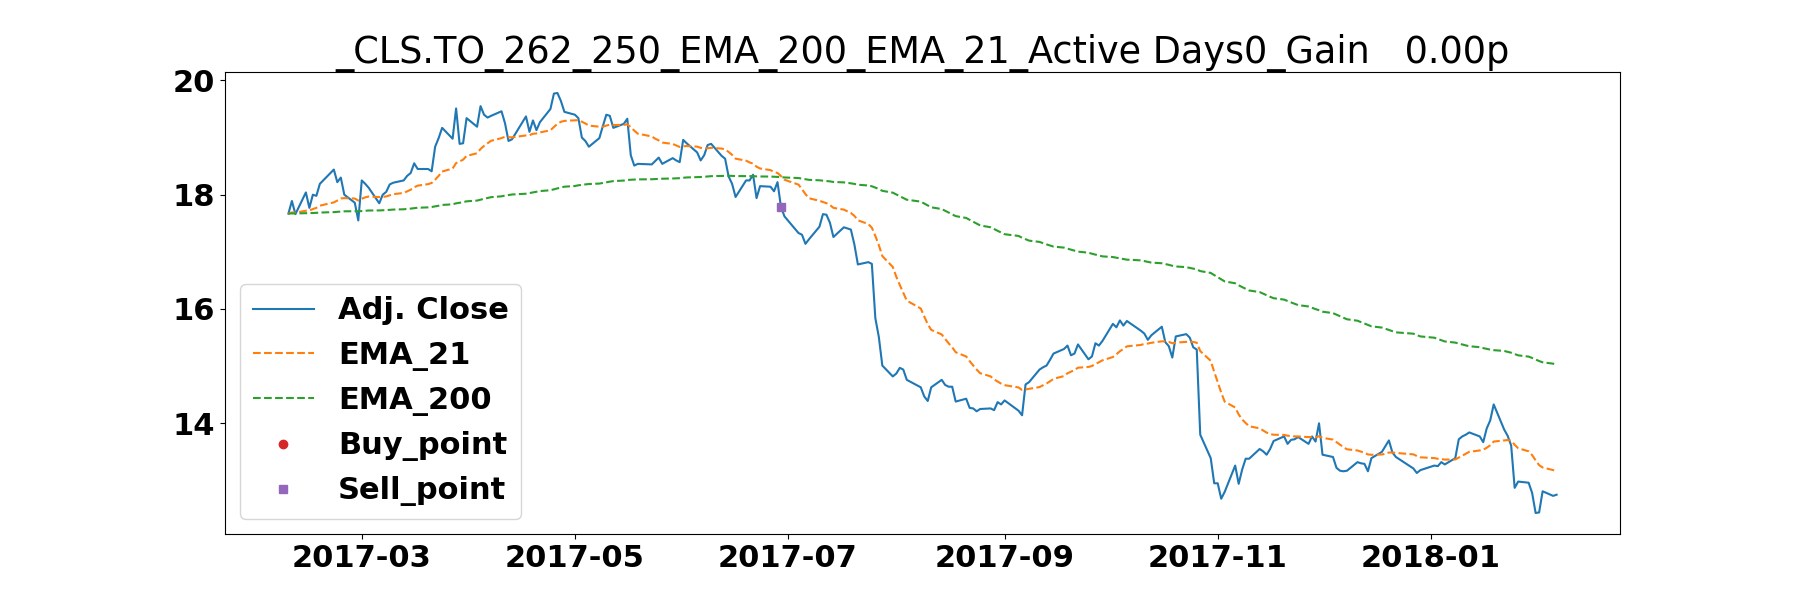 _CLS.TO_262_250_EMA_200_EMA_21_Active Days0_Gain   0.00p
20
18
16
14
Adj. Close
EMA_21
EMA_200
Buy_point
Sell_point
2017-03
2017-05
2017-07
2017-09
2017-11
2018-01